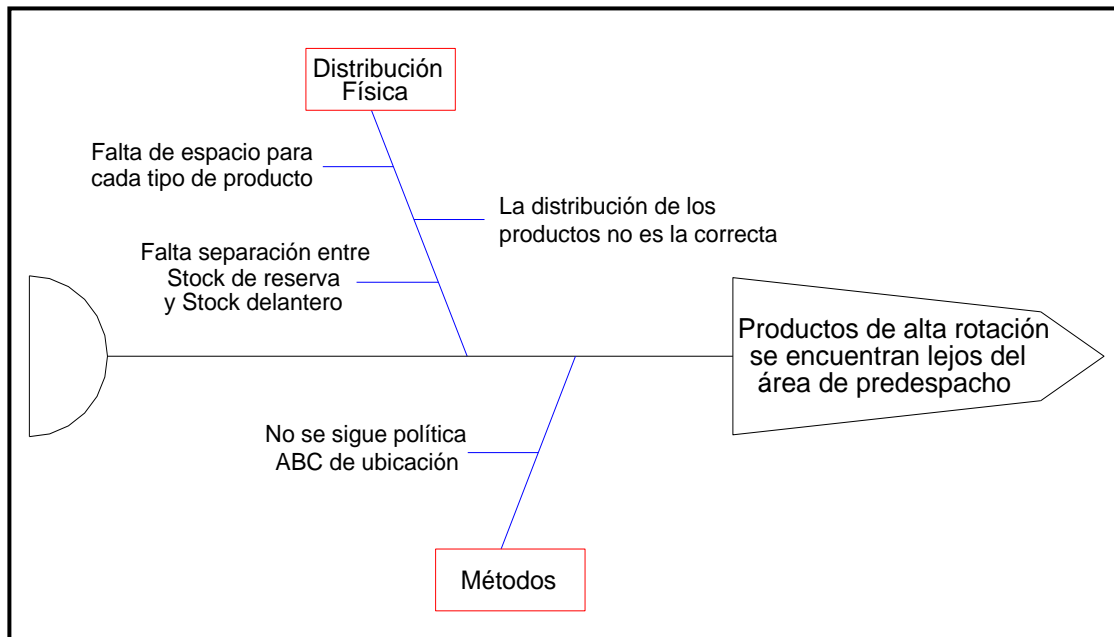 Distribución
Física
Falta de espacio para
cada tipo de producto
La distribución de los
productos no es la correcta
Falta separación entre
Stock de reserva
y Stock delantero
Productos de alta rotación
se encuentran lejos del
área de predespacho
No se sigue política
ABC de ubicación
Métodos